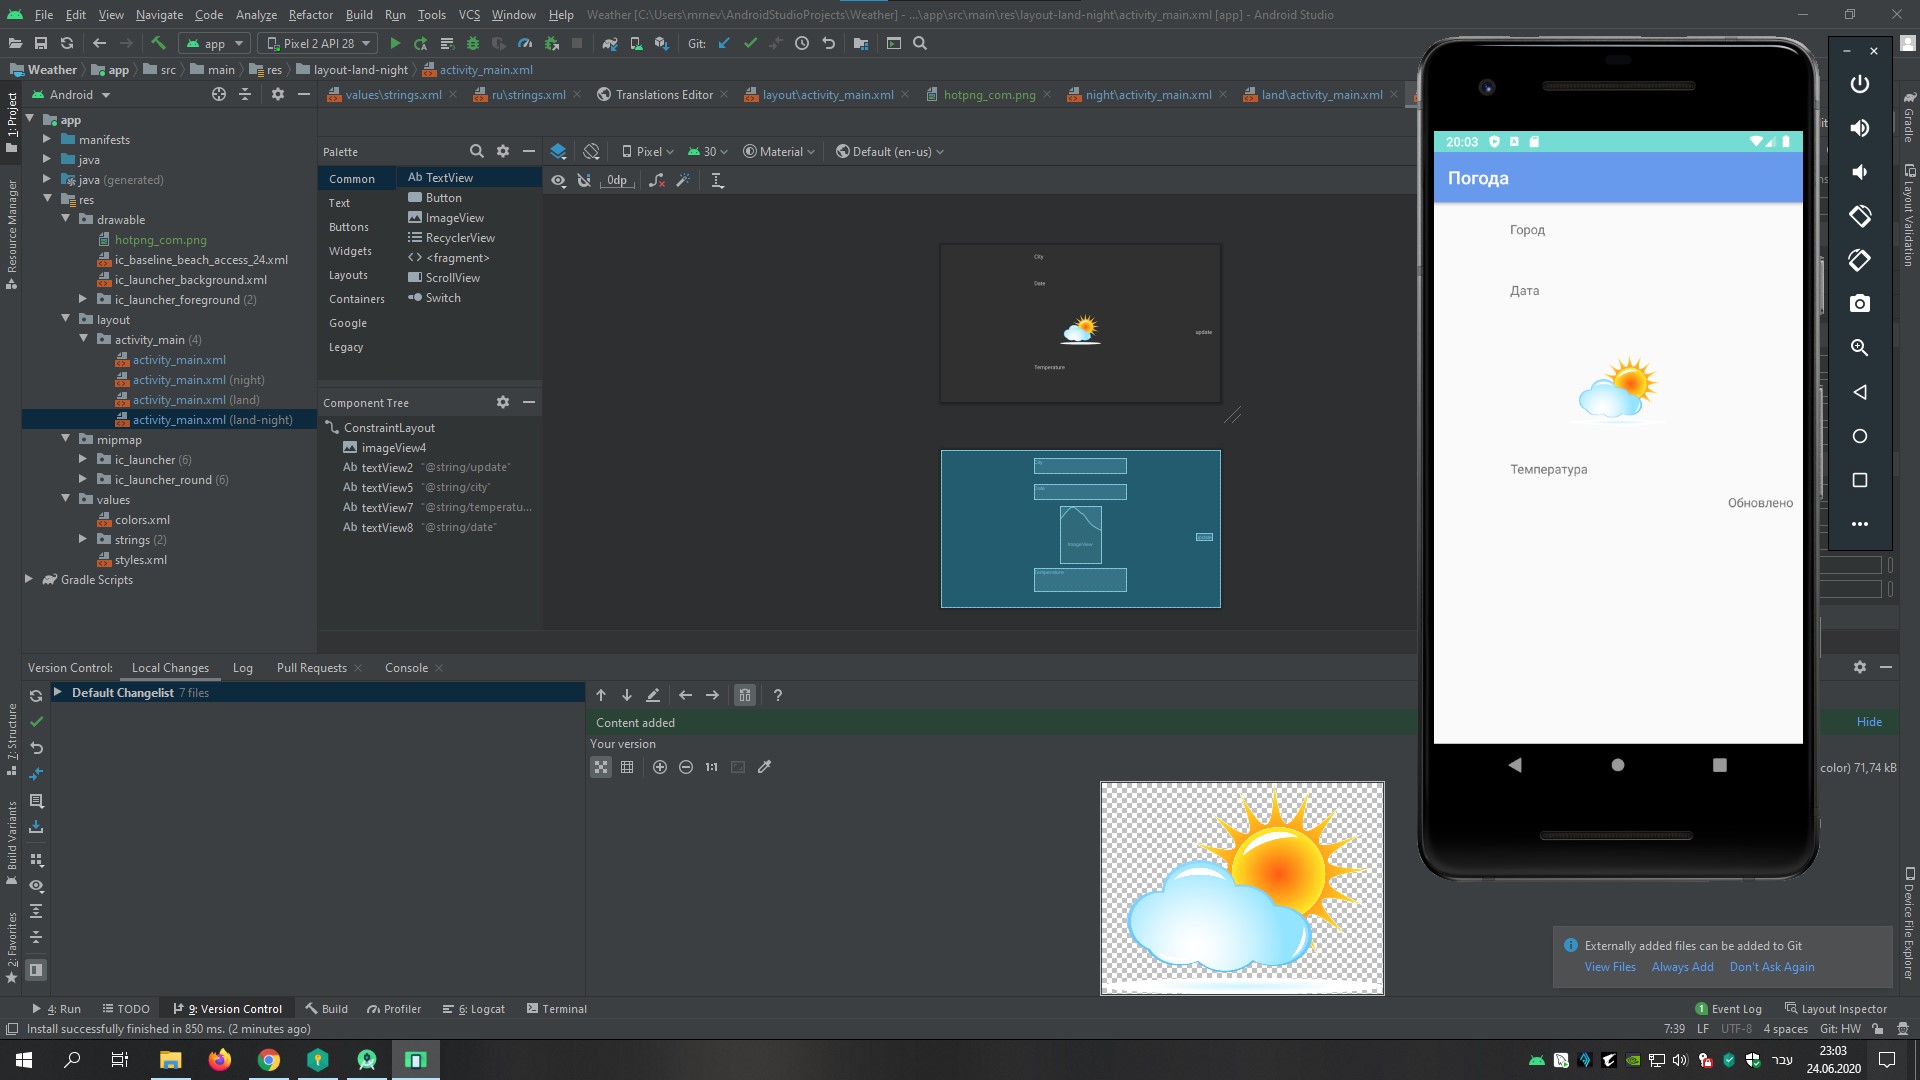 File Edit View Navigate Code Analyze Refactor Build Run Tools VCS Window Help Weather [C:\Users\mrnev\AndroidStudioProjects\Weather] - ...\app\src\main\res\layout-land-night\activity_main.xml [app] - Android Studio
app Pixel 2 API 28 Git:
Weather app src main res layout-land-night activity_main.xml
Android
values\strings.xml ru\strings.xml Translations Editor layout\activity_main.xml hotpng_com.png night\activity_main.xml land\activity_main.xml
1: Project
Resource Manager
7: Structure
Build Variants
2: Favorites
app
manifests
java
java (generated)
res
drawable
hotpng_com.png
ic_baseline_beach_access_24.xml
ic_launcher_background.xml
ic_launcher_foreground (2)
layout
activity_main (4)
activity_main.xml
activity_main.xml (night)
activity_main.xml (land)
activity_main.xml (land-night)
mipmap
ic_launcher (6)
ic_launcher_round (6)
values
colors.xml
strings (2)
styles.xml
Gradle Scripts
Palette
Common
Text
Buttons
Widgets
Layouts
Containers
Google
Legacy
Ab TextView
Button
ImageView
RecyclerView
<> <fragment>
ScrollView
Switch
Component Tree
ConstraintLayout
imageView4
Ab textView2 "@string/update"
Ab textView5 "@string/city"
Ab textView7 "@string/temperatu...
Ab textView8 "@string/date"
Pixel 30 Material Default (en-us)
0dp
City
Date
update
Temperature
City
ImageView
Temperature
20:03
Погода
Город
Дата
Температура
Обновлено
Gradle
Layout Validation
Device File Explorer
Version Control: Local Changes Log Pull Requests Console
Default Changelist 7 files
?
Content added
Hide
Your version
1:1
color) 71,74 kB
Externally added files can be added to Git
View Files Always Add Don't Ask Again
4: Run TODO 9: Version Control Build Profiler 6: Logcat Terminal
1 Event Log Layout Inspector
Install successfully finished in 850 ms. (2 minutes ago)
7:39 LF UTF-8 4 spaces Git: HW
עבר
23:03
24.06.2020